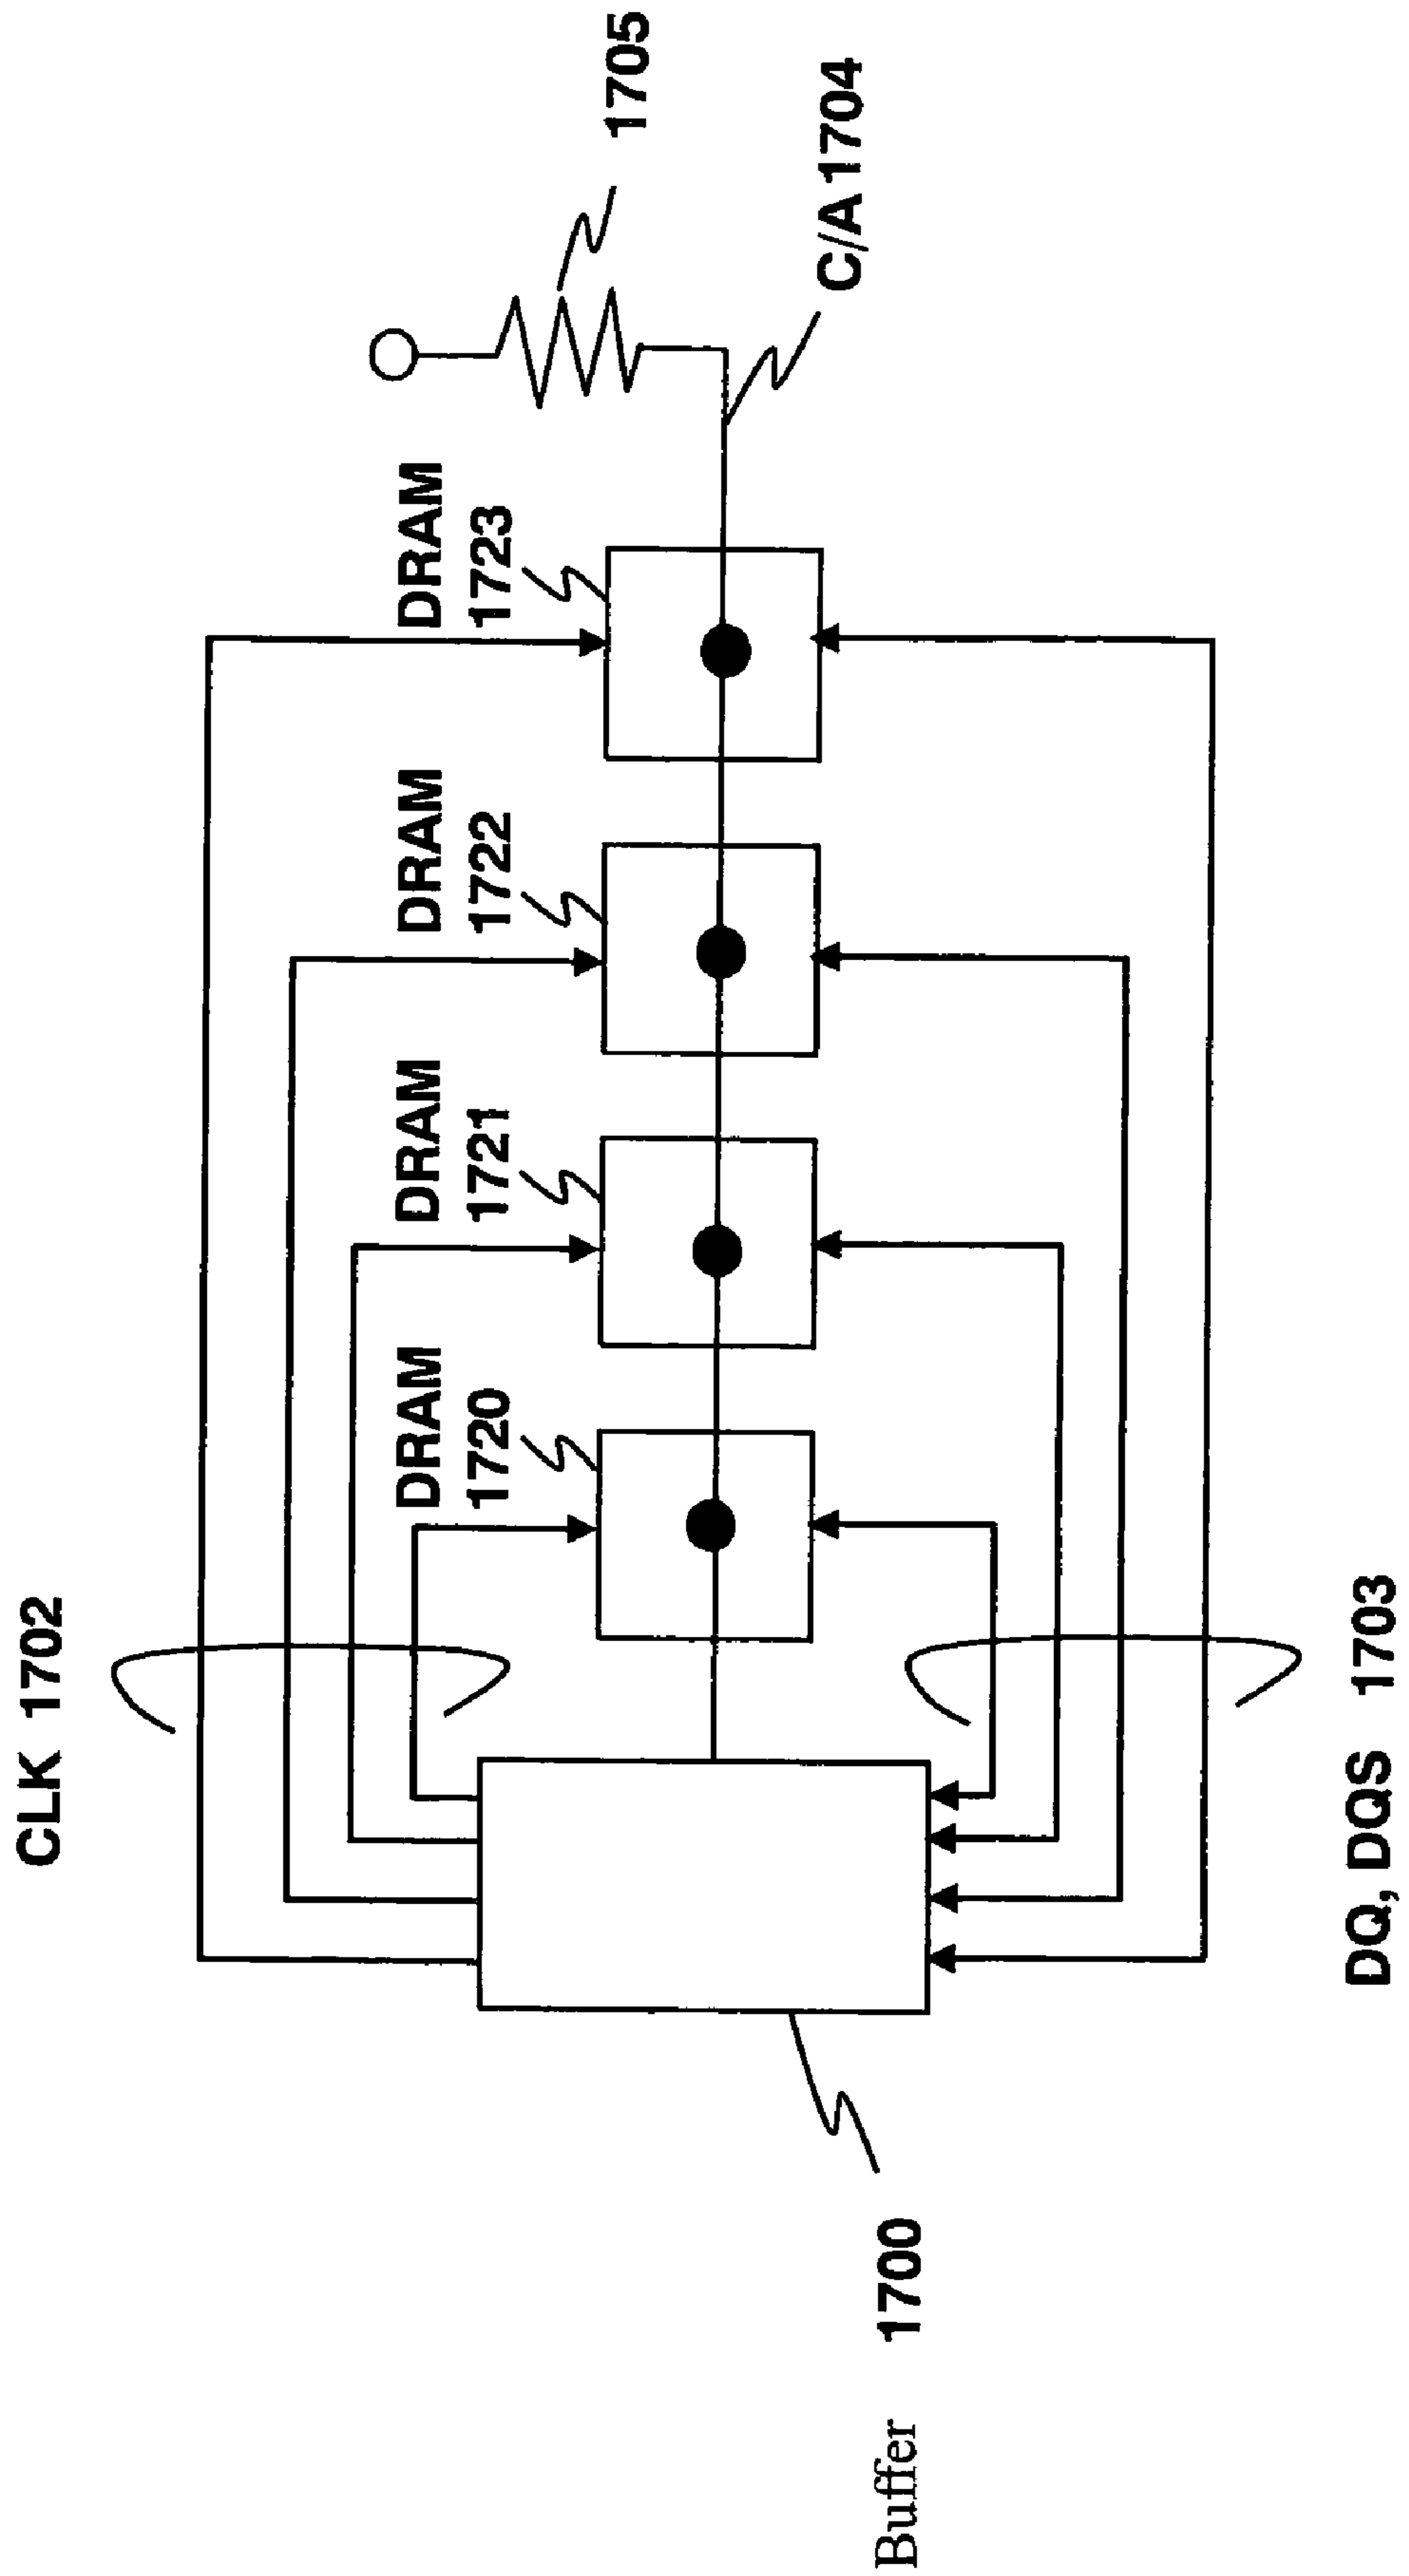 CLK 1702
DRAM
1720
DRAM
1721
DRAM
1722
DRAM
1723
1705
C/A 1704
Buffer 1700
DQ, DQS 1703